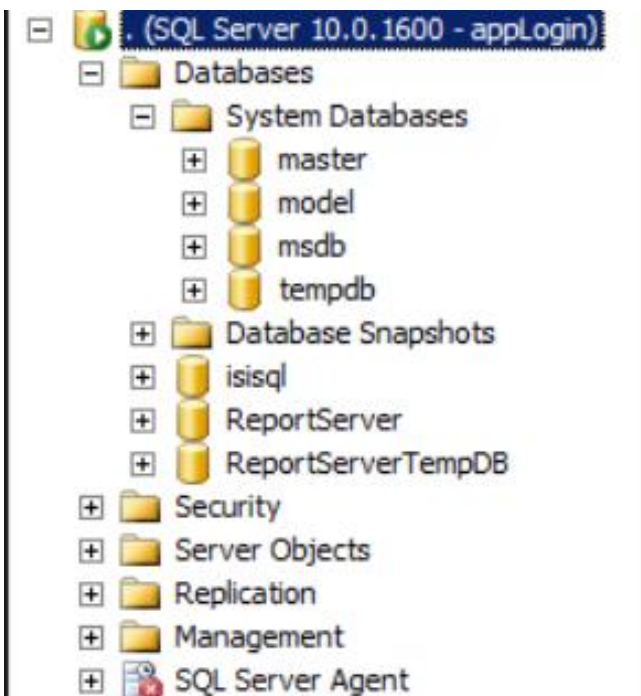 . (SQL Server 10.0.1600 - appLogin)
Databases
System Databases
master
model
msdb
tempdb
Database Snapshots
isisql
ReportServer
ReportServerTempDB
Security
Server Objects
Replication
Management
SQL Server Agent